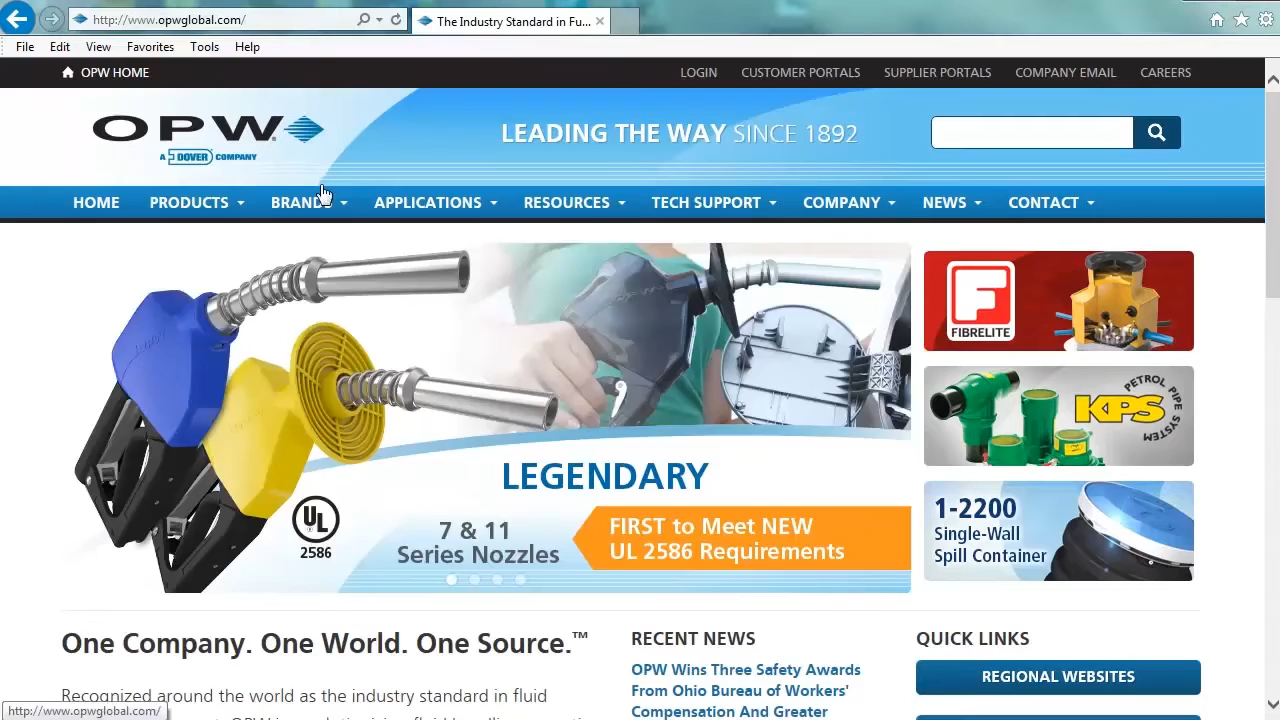 http://www.opwglobal.com/
The Industry Standard in Fu...
File Edit View Favorites Tools Help
OPW HOME
LOGIN CUSTOMER PORTALS SUPPLIER PORTALS COMPANY EMAIL CAREERS
OPW
A DOVER COMPANY
LEADING THE WAY SINCE 1892
HOME PRODUCTS BRANDS APPLICATIONS RESOURCES TECH SUPPORT COMPANY NEWS CONTACT
F
FIBRELITE
KPS
PETROL PIPE SYSTEM
1-2200
Single-Wall
Spill Container
LEGENDARY
UL
2586
7 & 11
Series Nozzles
FIRST to Meet NEW
UL 2586 Requirements
One Company. One World. One Source.™
Recognized around the world as the industry standard in fluid
RECENT NEWS
OPW Wins Three Safety Awards
From Ohio Bureau of Workers'
Compensation And Greater
QUICK LINKS
REGIONAL WEBSITES
http://www.opwglobal.com/